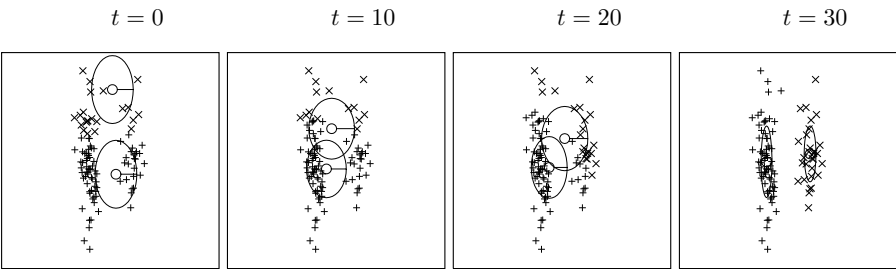 t = 0 t = 10 t = 20 t = 30